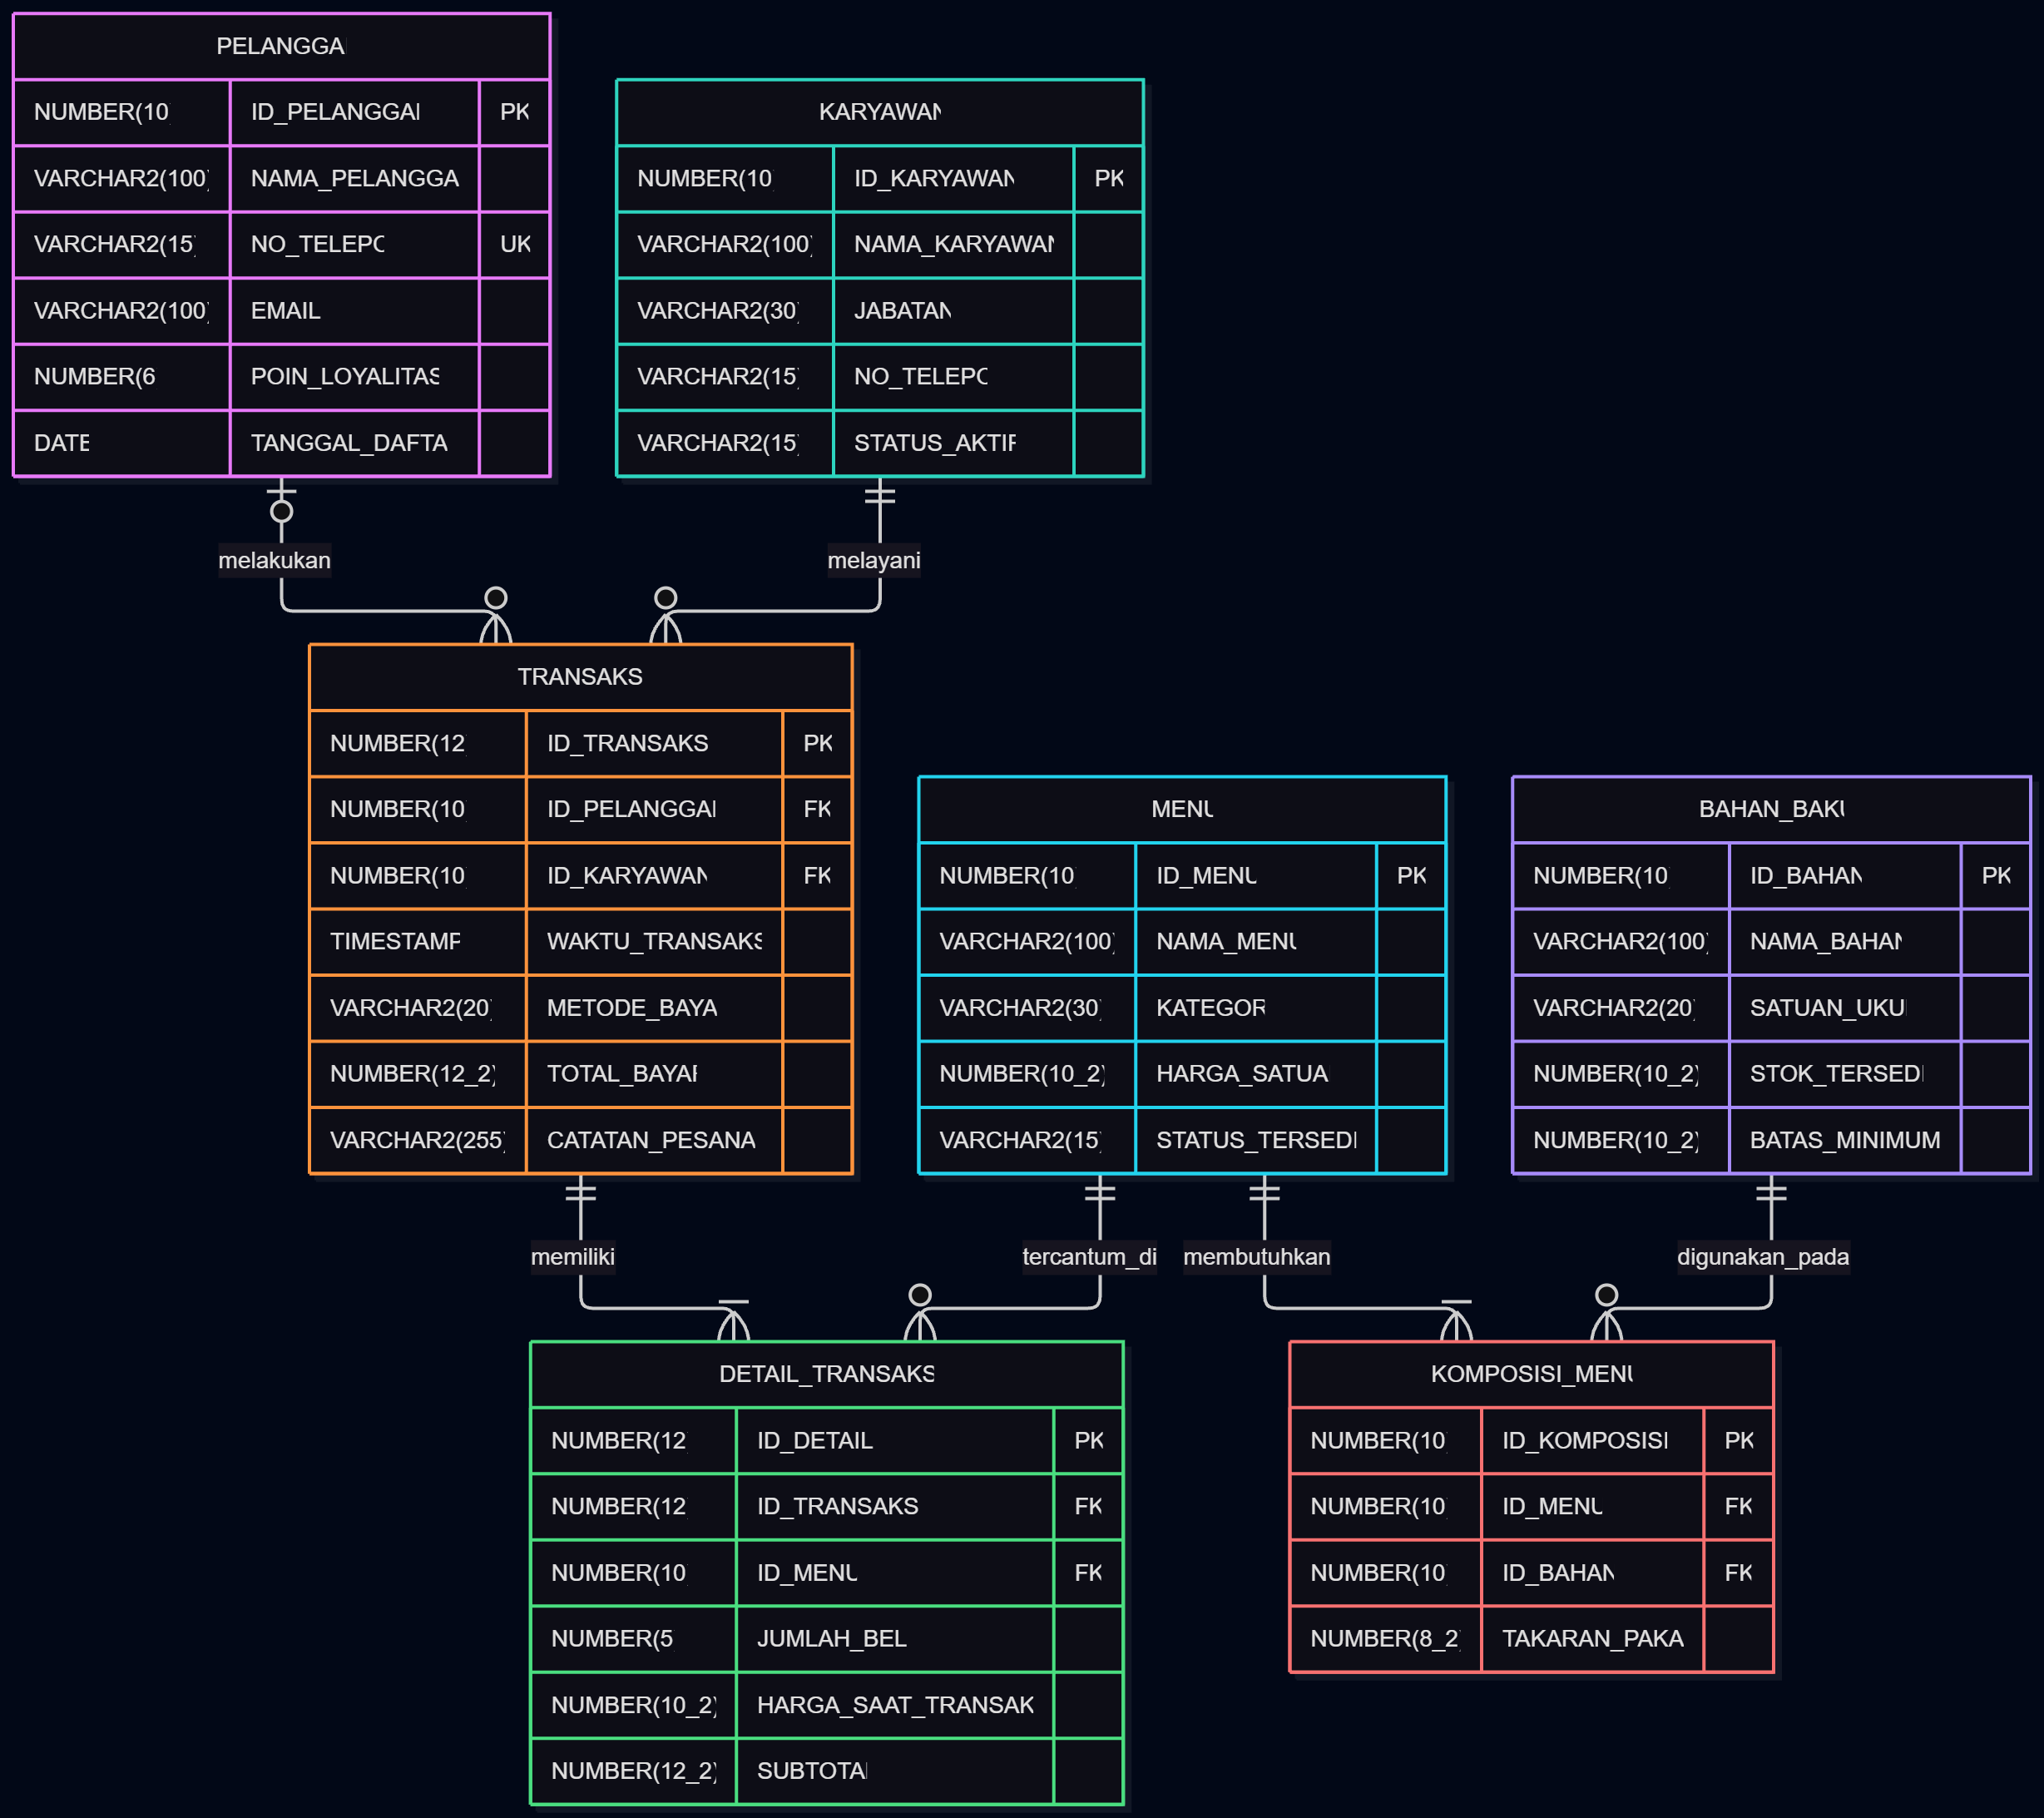 PELANGGA
NUMBER(10 ID_PELANGGAI PK
VARCHAR2(100) NAMA_PELANGGA
VARCHAR2(15) NO_TELEPO UK
VARCHAR2(100) EMAIL
NUMBER(6 POIN_LOYALITAS
DATE TANGGAL_DAFTA
KARYAWAN
NUMBER(10 ID_KARYAWAN PK
VARCHAR2(100) NAMA_KARYAWAN
VARCHAR2(30) JABATAN
VARCHAR2(15) NO_TELEPO
VARCHAR2(15) STATUS_AKTIF
melakukan
melayani
TRANSAKS
NUMBER(12 ID_TRANSAKS PK
NUMBER(10 ID_PELANGGAI FK
NUMBER(10 ID_KARYAWAN FK
TIMESTAMP WAKTU_TRANSAKS
VARCHAR2(20) METODE_BAYA
NUMBER(12_2) TOTAL_BAYAR
VARCHAR2(255) CATATAN_PESANA
MENU
NUMBER(10 ID_MENU PK
VARCHAR2(100) NAMA_MENU
VARCHAR2(30) KATEGOR
NUMBER(10_2) HARGA_SATUA
VARCHAR2(15) STATUS_TERSEDI
BAHAN_BAKU
NUMBER(10 ID_BAHAN PK
VARCHAR2(100) NAMA_BAHAN
VARCHAR2(20) SATUAN_UKU
NUMBER(10_2) STOK_TERSEDI
NUMBER(10_2) BATAS_MINIMUM
memiliki
tercantum_di
membutuhkan
digunakan_pada
DETAIL_TRANSAKS
NUMBER(12 ID_DETAIL PK
NUMBER(12 ID_TRANSAKS FK
NUMBER(10 ID_MENU FK
NUMBER(5 JUMLAH_BEL
NUMBER(10_2) HARGA_SAAT_TRANSAK
NUMBER(12_2) SUBTOTAL
KOMPOSISI_MENU
NUMBER(10 ID_KOMPOSISI PK
NUMBER(10 ID_MENU FK
NUMBER(10 ID_BAHAN FK
NUMBER(8_2) TAKARAN_PAKA